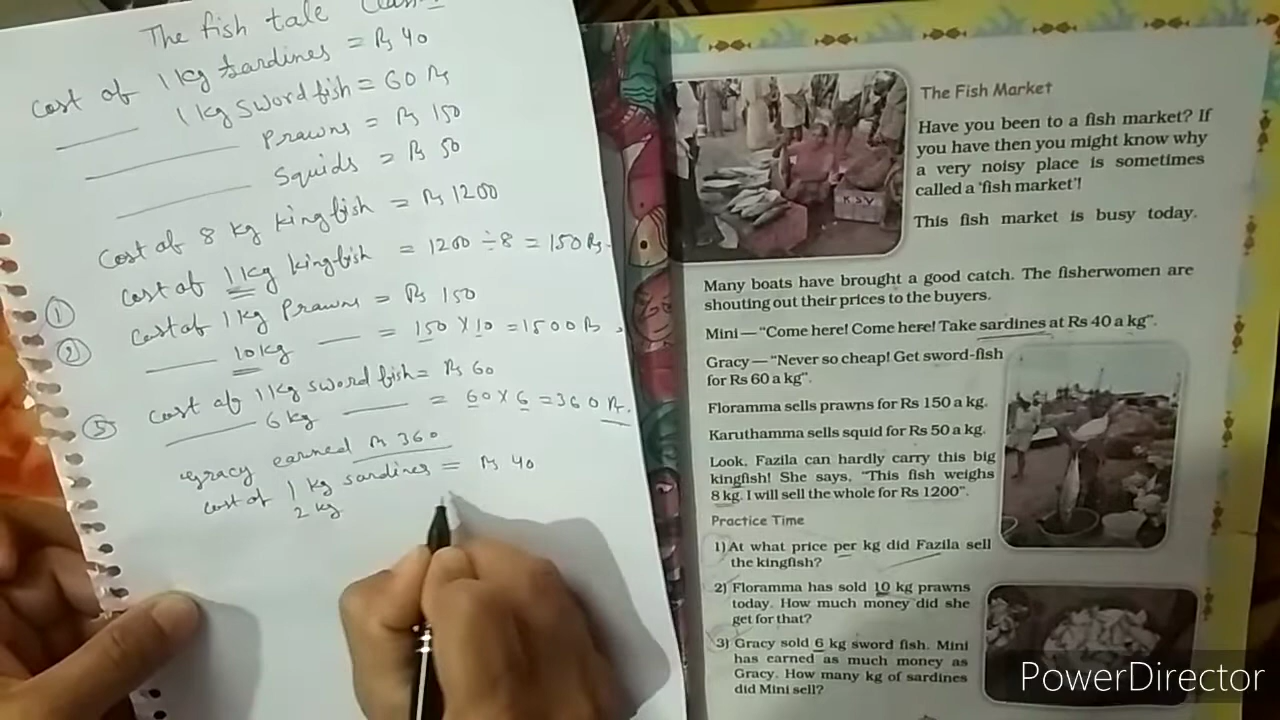 The fish tale
Cost of 1 kg sardines = Rs 40
1 kg sword fish = 60 Rs
Prawns = Rs 150
Squids = Rs 50
Cost of 8 kg kingfish = Rs 1200
① Cost of 1 kg kingfish = 1200 ÷ 8 = 150 Rs.
② Cost of 1 kg Prawns = Rs 150
10 kg = 150 × 10 = 1500 Rs
Cost of 1 kg sword fish = Rs 60
6 kg = 60 × 6 = 360 Rs.
Gracy earned Rs 360
Cost of 1 kg sardines = Rs 40
2 kg
The Fish Market
Have you been to a fish market? If
you have then you might know why
a very noisy place is sometimes
called a 'fish market'!
This fish market is busy today.
Many boats have brought a good catch. The fisherwomen are
shouting out their prices to the buyers.
Mini — "Come here! Come here! Take sardines at Rs 40 a kg".
Gracy — "Never so cheap! Get sword-fish
for Rs 60 a kg".
Floramma sells prawns for Rs 150 a kg.
Karuthamma sells squid for Rs 50 a kg.
Look, Fazila can hardly carry this big
kingfish! She says, "This fish weighs
8 kg. I will sell the whole for Rs 1200".
Practice Time
1) At what price per kg did Fazila sell
the kingfish?
2) Floramma has sold 10 kg prawns
today. How much money did she
get for that?
3) Gracy sold 6 kg sword fish. Mini
has earned as much money as
Gracy. How many kg of sardines
did Mini sell?
PowerDirector